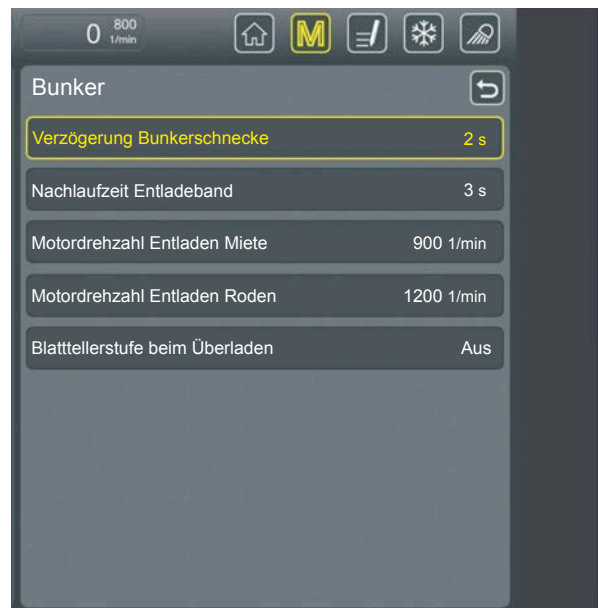 0 800 1/min M
Bunker
Verzögerung Bunkerschnecke 2 s
Nachlaufzeit Entladeband 3 s
Motordrehzahl Entladen Miete 900 1/min
Motordrehzahl Entladen Roden 1200 1/min
Blatttellerstufe beim Überladen Aus